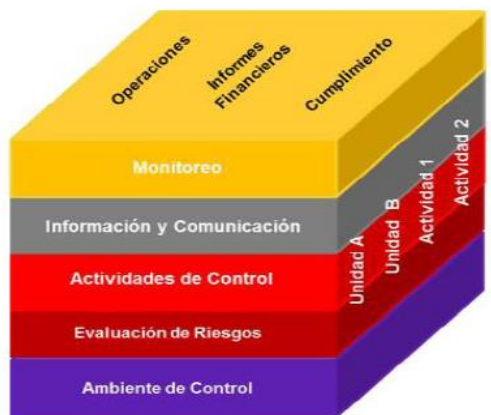 Operaciones
Informes
Financieros
Cumplimiento
Monitoreo
Información y Comunicación
Actividades de Control
Evaluación de Riesgos
Ambiente de Control
Unidad A
Unidad B
Actividad 1
Actividad 2